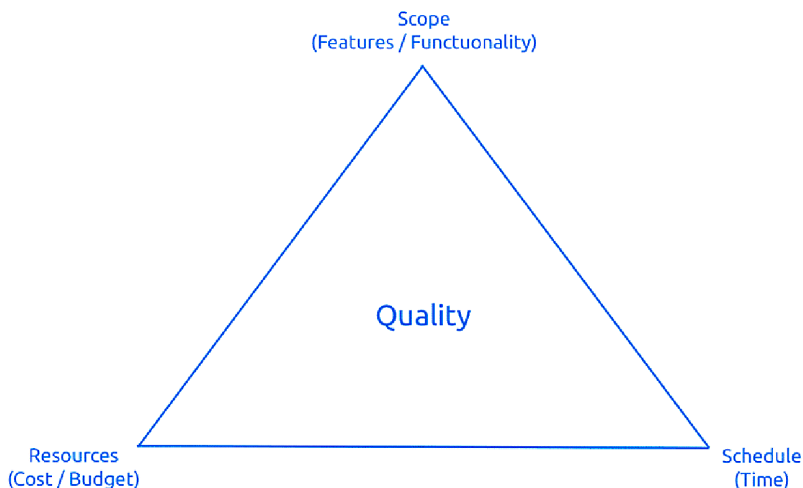 Scope
(Features / Functuonality)
Quality
Resources
(Cost / Budget)
Schedule
(Time)